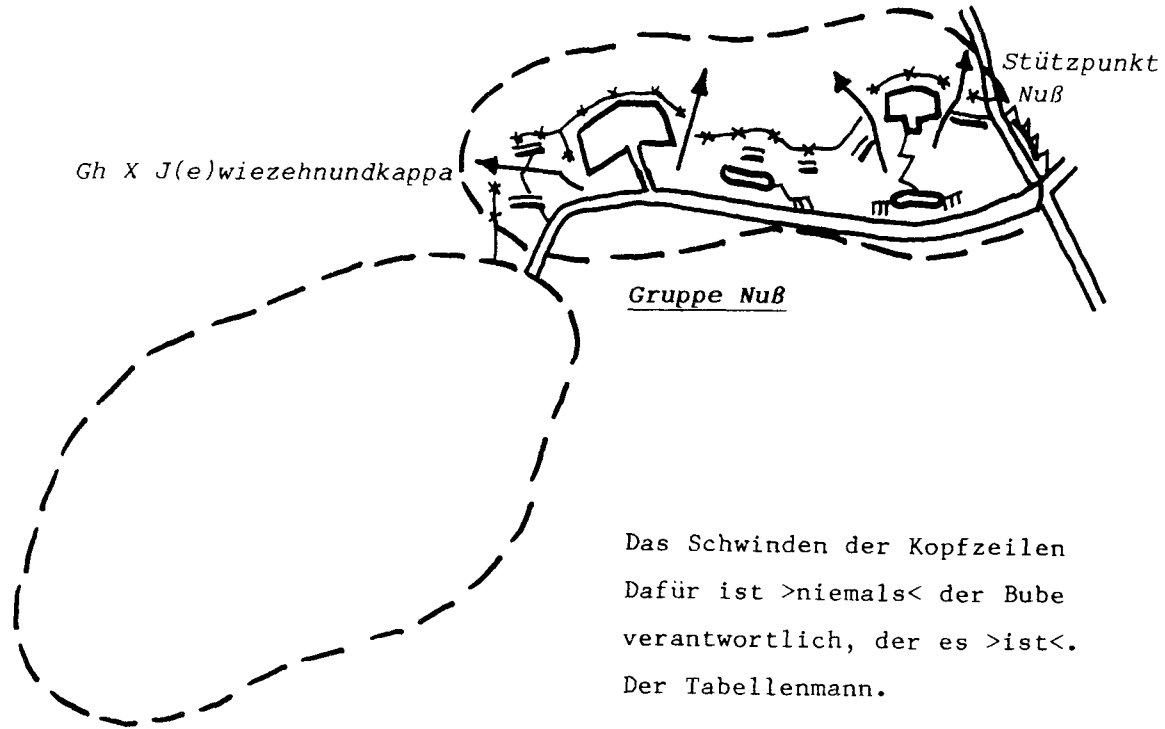 Stützpunkt
Nuß
Gh X J(e)wiezehnundkappa
Gruppe Nuß
Das Schwinden der Kopfzeilen
Dafür ist >niemals< der Bube
verantwortlich, der es >ist<.
Der Tabellenmann.